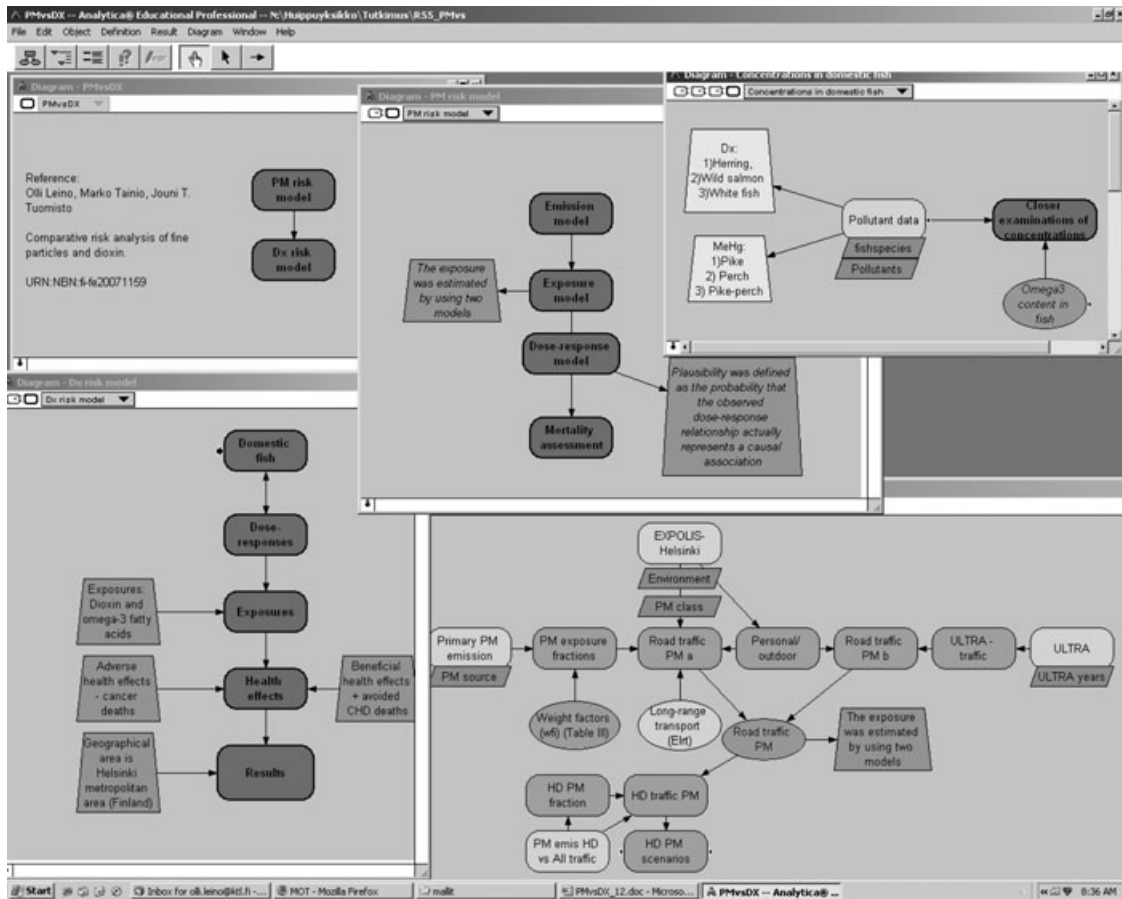 PMvsDX -- Analytica® Educational Professional -- N:\Huippuyksikko\Tutkimus\R55_PMvs
File Edit Object Definition Result Diagram Window Help
Diagram - PMvsDX
PMvsDX
Reference:
Olli Leino, Marko Tainio, Jouni T.
Tuomisto
Comparative risk analysis of fine
particles and dioxin.
URN:NBN:fi-fe20071159
PM risk
model
Dx risk
model
Diagram - PM risk model
PM risk model
Emission
model
The exposure
was estimated
by using two
models
Exposure
model
Dose-response
model
Plausibility was defined
as the probability that
the observed
dose-response
relationship actually
represents a causal
association
Mortality
assessment
Diagram - Concentrations in domestic fish
Concentrations in domestic fish
Dx:
1)Herring,
2)Wild salmon
3)White fish
Pollutant data
fishspecies
Pollutants
Closer
examinations of
concentrations
MeHg:
1)Pike
2) Perch
3) Pike-perch
Omega3
content in
fish
Diagram - Dx risk model
Dx risk model
Domestic
fish
Dose-
responses
Exposures:
Dioxin and
omega-3 fatty
acids
Exposures
Adverse
health effects
- cancer
deaths
Health
effects
Beneficial
health effects
+ avoided
CHD deaths
Geographical
area is
Helsinki
metropolitan
area (Finland)
Results
EXPOLIS-
Helsinki
Environment
PM class
Primary PM
emission
PM source
PM exposure
fractions
Road traffic
PM a
Personal/
outdoor
Road traffic
PM b
ULTRA -
traffic
ULTRA
ULTRA years
Weight factors
(wfi) (Table III)
Long-range
transport
(Elrt)
Road traffic
PM
The exposure
was estimated
by using two
models
HD PM
fraction
HD traffic PM
PM emis HD
vs All traffic
HD PM
scenarios
Start
Inbox for olli.leino@ktl.fi -...
MOT - Mozilla Firefox
mallit
PMvsDX_12.doc - Microso...
PMvsDX -- Analytica® ...
8:36 AM